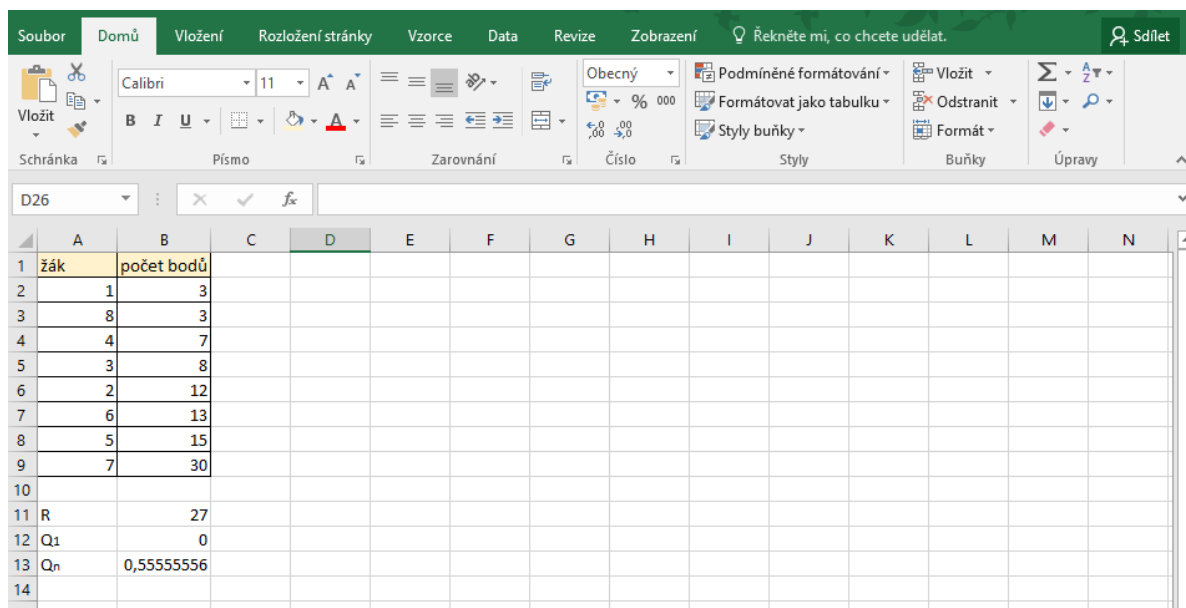 Soubor Domů Vložení Rozložení stránky Vzorce Data Revize Zobrazení Řekněte mi, co chcete udělat. Sdílet
Vložit
Calibri 11 A A
B I U A
Obecný
% 000
,00 ,0
,00
Podmíněné formátování
Formátovat jako tabulku
Styly buňky
Vložit
Odstranit
Formát
Schránka Písmo Zarovnání Číslo Styly Buňky Úpravy
D26 fx
A B C D E F G H I J K L M N
1 žák počet bodů
2 1 3
3 8 3
4 4 7
5 3 8
6 2 12
7 6 13
8 5 15
9 7 30
10
11 R 27
12 Q1 0
13 Qn 0,55555556
14